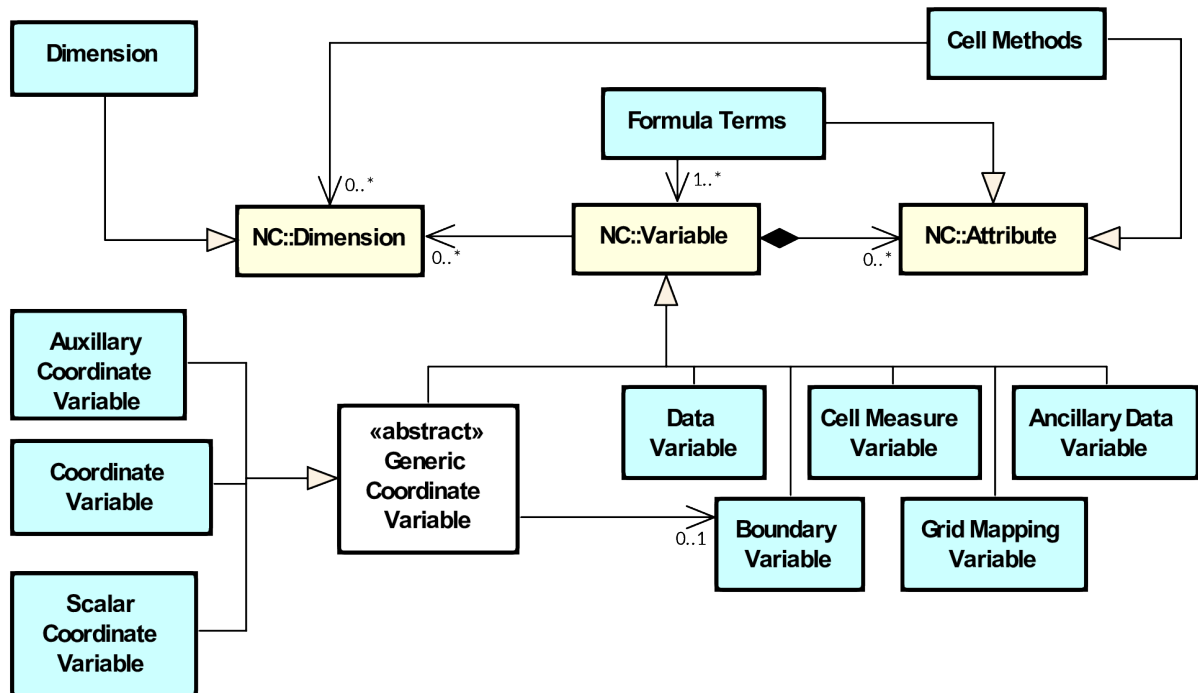 Dimension
Cell Methods
Formula Terms
0..*
1..*
NC::Dimension
NC::Variable
NC::Attribute
0..*
0..*
Auxillary
Coordinate
Variable
«abstract»
Generic
Coordinate
Variable
Data
Variable
Cell Measure
Variable
Ancillary Data
Variable
Coordinate
Variable
0..1
Boundary
Variable
Grid Mapping
Variable
Scalar
Coordinate
Variable